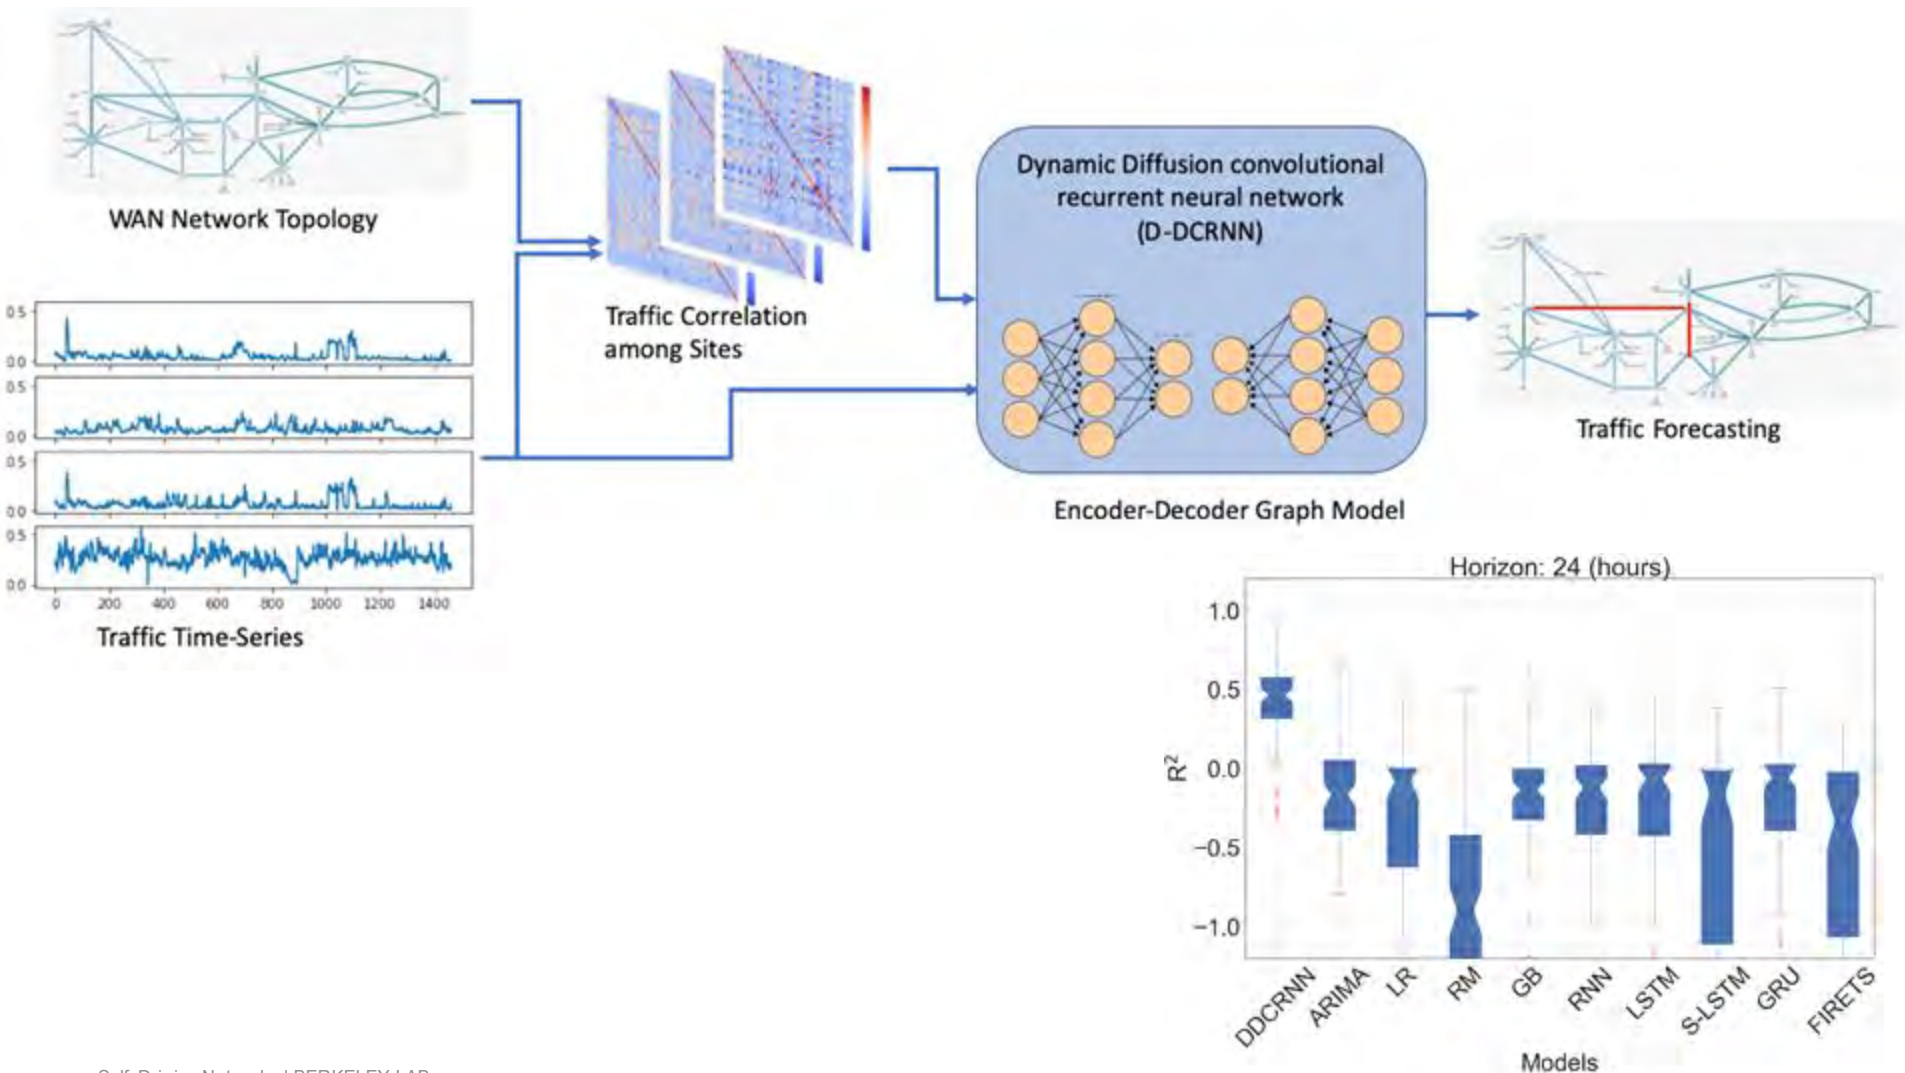 WAN Network Topology
0.5
0.0
0.5
0.0
0.5
0.0
0.5
0.0
0 200 400 600 800 1000 1200 1400
Traffic Time-Series
Traffic Correlation
among Sites
Dynamic Diffusion convolutional
recurrent neural network
(D-DCRNN)
Encoder-Decoder Graph Model
Traffic Forecasting
Horizon: 24 (hours)
1.0
0.5
0.0
−0.5
−1.0
R²
DDCRNN ARIMA LR RM GB RNN LSTM S-LSTM GRU FIRETS
Models